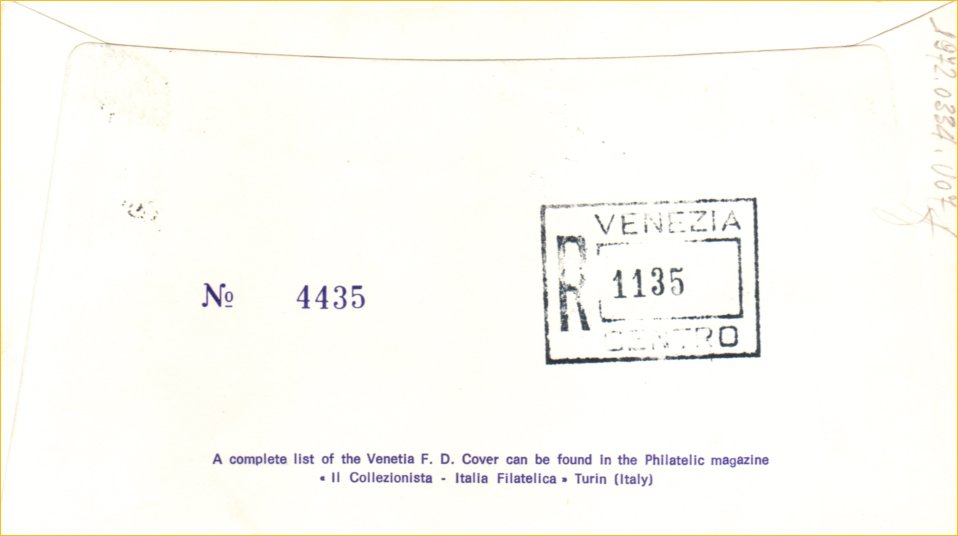 VENEZIA
R
1135
CENTRO
№ 4435
A complete list of the Venetia F. D. Cover can be found in the Philatelic magazine
« Il Collezionista - Italia Filatelica » Turin (Italy)